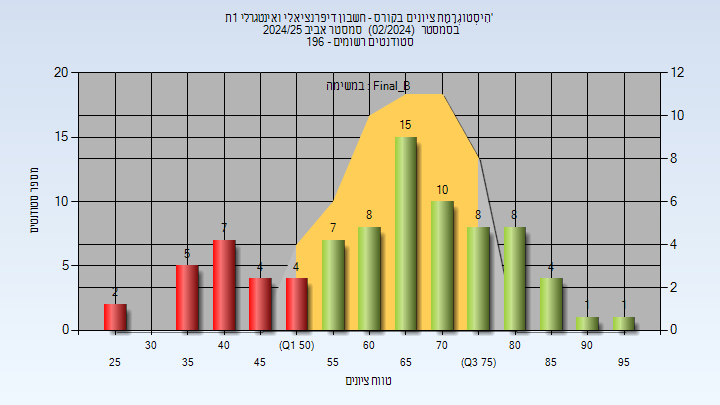 היסטוגרמת ציונים בקורס - חשבון דיפרנציאלי ואינטגרלי 1ת'
בסמסטר (02/2024) סמסטר אביב 2024/25
סטודנטים רשומים - 196
במשימה : Final_B
20 15 10 5 0
מספר סטודנטים
12 10 8 6 4 2 0
2 5 7 4 4 7 8 15 10 8 8 4 1 1
30 40 (Q1 50) 60 70 80 90
25 35 45 55 65 (Q3 75) 85 95
טווח ציונים